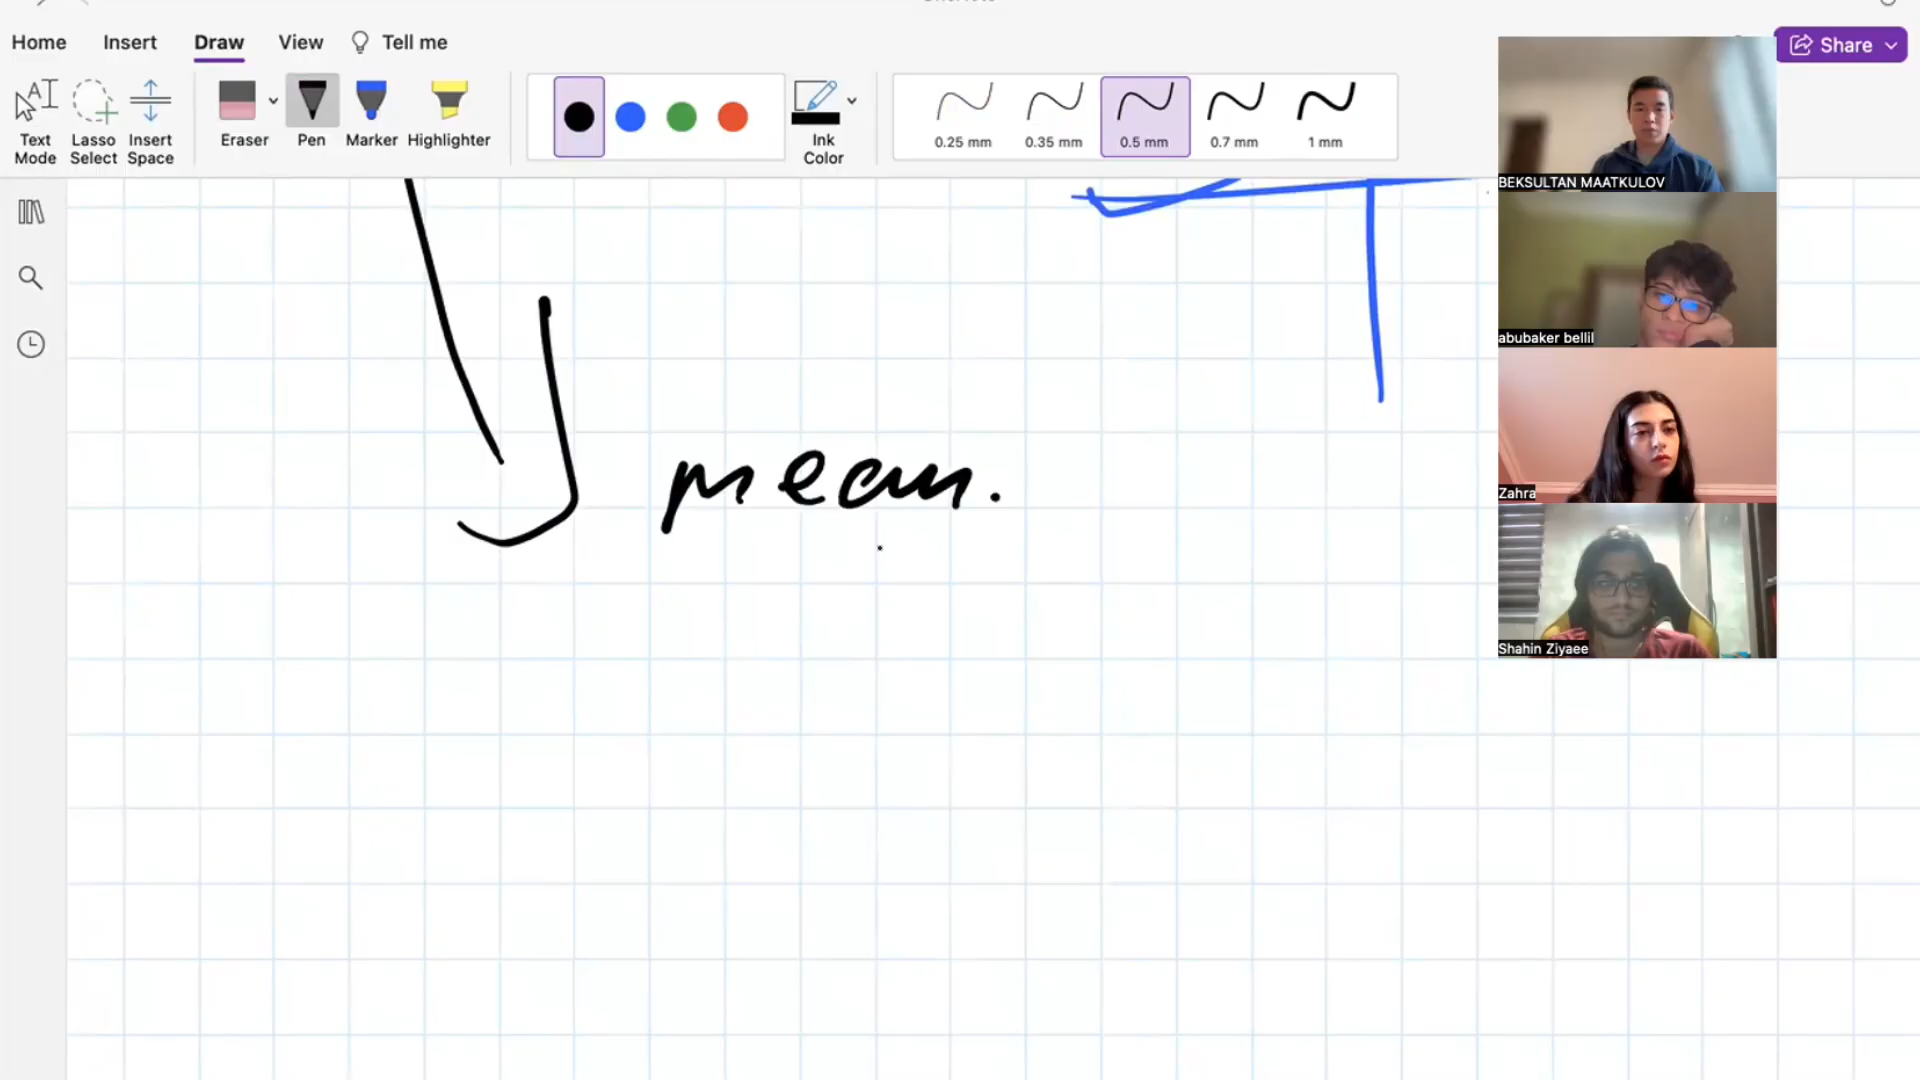 Home Insert Draw View Tell me
Share
Text Mode
Lasso Select
Insert Space
Eraser
Pen
Marker
Highlighter
Ink Color
0.25 mm
0.35 mm
0.5 mm
0.7 mm
1 mm
BEKSULTAN MAATKULOV
abubaker bellil
Zahra
Shahin Ziyaee
mean.